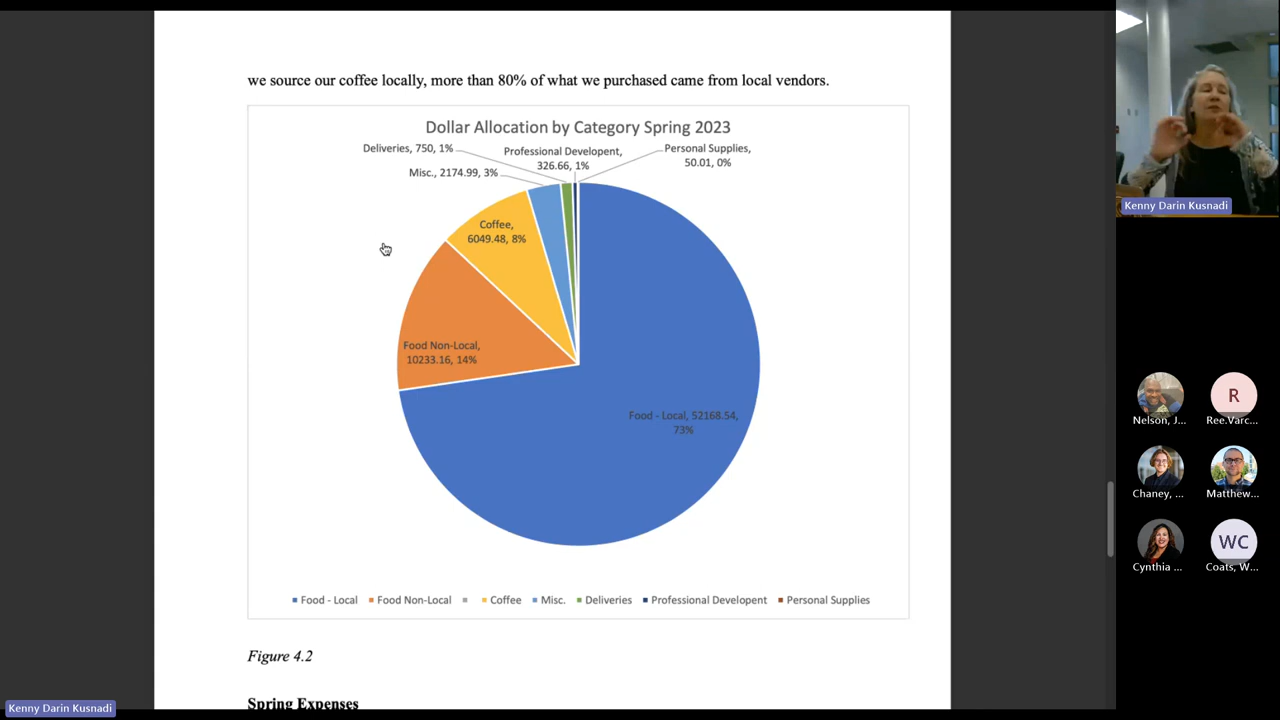 we source our coffee locally, more than 80% of what we purchased came from local vendors.
Dollar Allocation by Category Spring 2023
Deliveries, 750, 1%
Professional Developent,
326.66, 1%
Personal Supplies,
50.01, 0%
Misc., 2174.99, 3%
Coffee,
6049.48, 8%
Food Non-Local,
10233.16, 14%
Food - Local, 52168.54,
73%
Food - Local Food Non-Local Coffee Misc. Deliveries Professional Developent Personal Supplies
Figure 4.2
Spring Expenses
Kenny Darin Kusnadi
Kenny Darin Kusnadi
Nelson, J...
R
Ree.Varc...
Chaney, ...
Matthew...
Cynthia ...
WC
Coats, W...